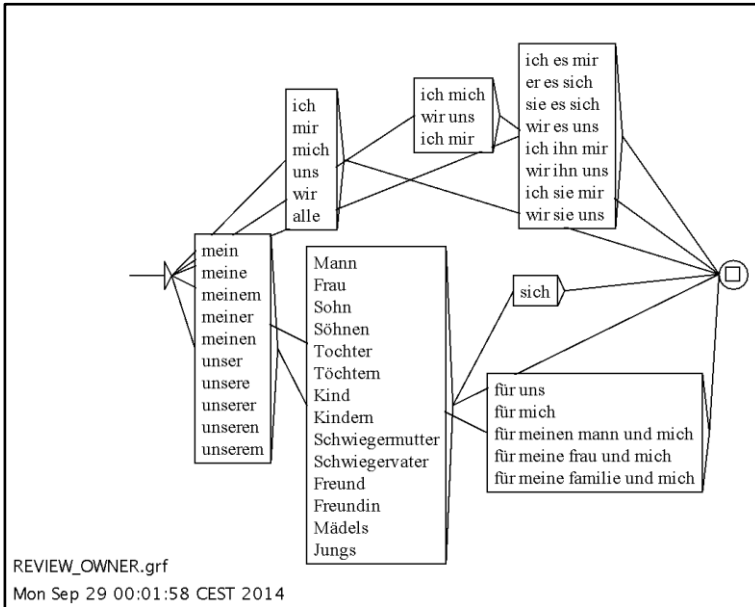 ich
mir
mich
uns
wir
alle
ich mich
wir uns
ich mir
ich es mir
er es sich
sie es sich
wir es uns
ich ihn mir
wir ihn uns
ich sie mir
wir sie uns
mein
meine
meinem
meiner
meinen
unser
unsere
unserer
unseren
unserem
Mann
Frau
Sohn
Söhnen
Tochter
Töchtern
Kind
Kindern
Schwiegermutter
Schwiegervater
Freund
Freundin
Mädels
Jungs
sich
für uns
für mich
für meinen mann und mich
für meine frau und mich
für meine familie und mich
REVIEW_OWNER.grf
Mon Sep 29 00:01:58 CEST 2014